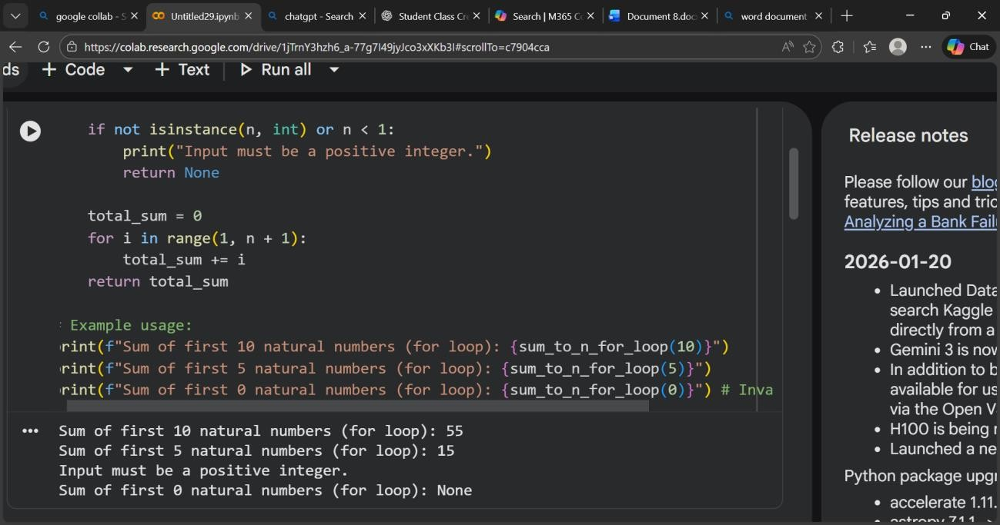 google collab - S
Untitled29.ipynb
chatgpt - Search
Student Class Cre
Search | M365 Co
Document 8.doc
word document
https://colab.research.google.com/drive/1jTrnY3hzh6_a-77g7l49jyJco3xXKb3l#scrollTo=c7904cca
Chat
ds
+ Code
+ Text
Run all
if not isinstance(n, int) or n < 1:
print("Input must be a positive integer.")
return None
total_sum = 0
for i in range(1, n + 1):
total_sum += i
return total_sum
Example usage:
rint(f"Sum of first 10 natural numbers (for loop): {sum_to_n_for_loop(10)}")
rint(f"Sum of first 5 natural numbers (for loop): {sum_to_n_for_loop(5)}")
rint(f"Sum of first 0 natural numbers (for loop): {sum_to_n_for_loop(0)}") # Inva
Sum of first 10 natural numbers (for loop): 55
Sum of first 5 natural numbers (for loop): 15
Input must be a positive integer.
Sum of first 0 natural numbers (for loop): None
Release notes
Please follow our blog
features, tips and tric
Analyzing a Bank Fail
2026-01-20
Launched Data
search Kaggle
directly from a
Gemini 3 is now
In addition to b
available for us
via the Open V
H100 is being
Launched a ne
Python package upgr
accelerate 1.11.